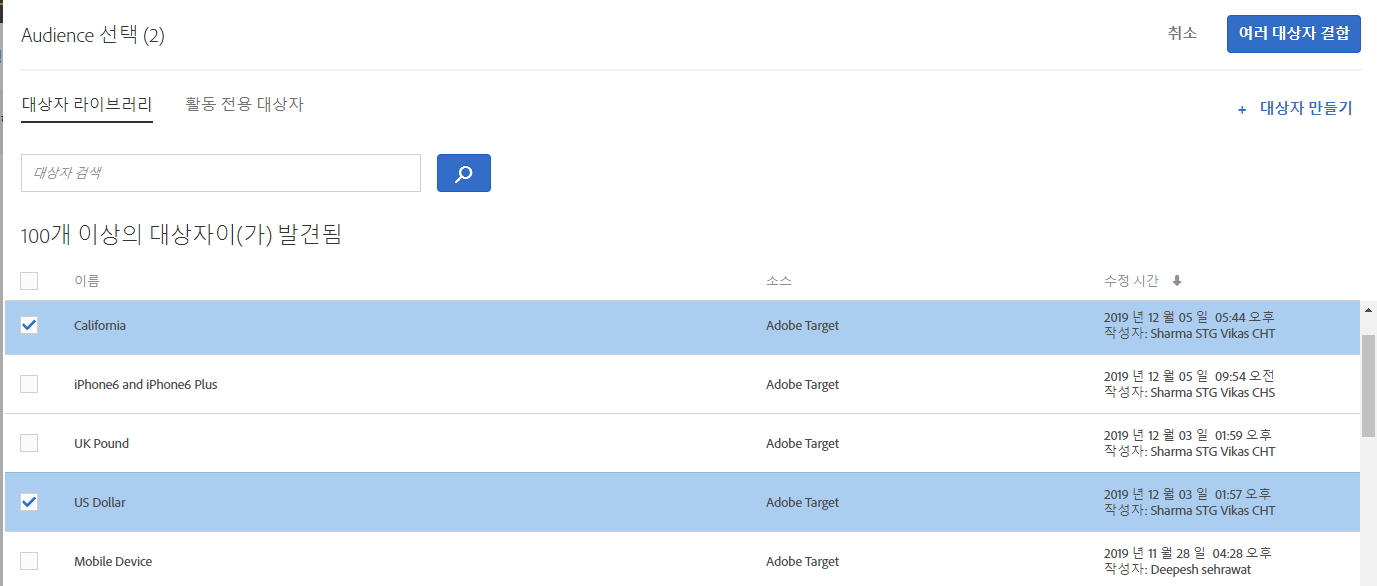 Audience 선택 (2)
취소
여러 대상자 결합
대상자 라이브러리
활동 전용 대상자
+ 대상자 만들기
대상자 검색
100개 이상의 대상자이(가) 발견됨
이름
소스
수정 시간
California
Adobe Target
2019 년 12 월 05 일 05:44 오후
작성자: Sharma STG Vikas CHT
iPhone6 and iPhone6 Plus
Adobe Target
2019 년 12 월 05 일 09:54 오전
작성자: Sharma STG Vikas CHS
UK Pound
Adobe Target
2019 년 12 월 03 일 01:59 오후
작성자: Sharma STG Vikas CHT
US Dollar
Adobe Target
2019 년 12 월 03 일 01:57 오후
작성자: Sharma STG Vikas CHT
Mobile Device
Adobe Target
2019 년 11 월 28 일 04:28 오후
작성자: Deepesh sehrawat